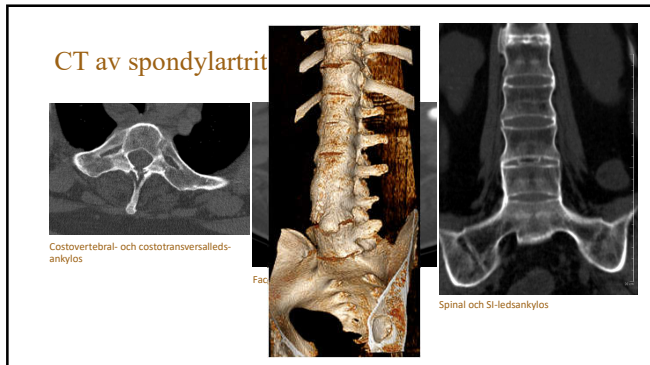 CT av spondylartrit
Costovertebral- och costotransversalleds-
ankylos
Spinal och SI-ledsankylos